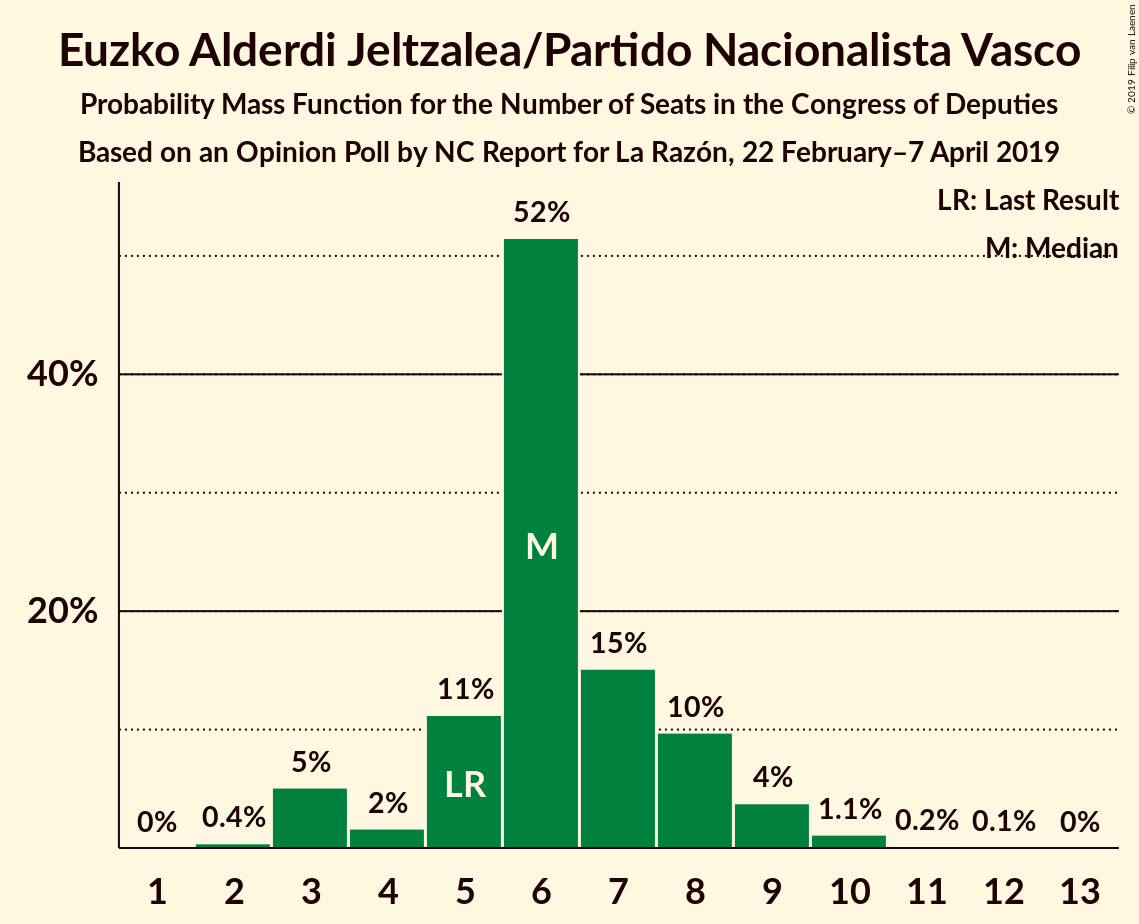 Euzko Alderdi Jeltzalea/Partido Nacionalista Vasco
Probability Mass Function for the Number of Seats in the Congress of Deputies
Based on an Opinion Poll by NC Report for La Razón, 22 February–7 April 2019
© 2019 Filip van Laenen
LR: Last Result
M: Median
52%
40%
M
20%
15%
11%
10%
LR
5%
4%
2%
1.1%
0%
0.4%
0.2%
0.1%
0%
1 2 3 4 5 6 7 8 9 10 11 12 13